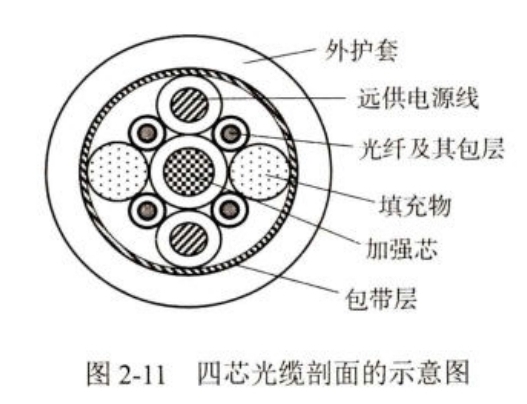 外护套
远供电源线
光纤及其包层
填充物
加强芯
包带层
图 2-11 四芯光缆剖面的示意图